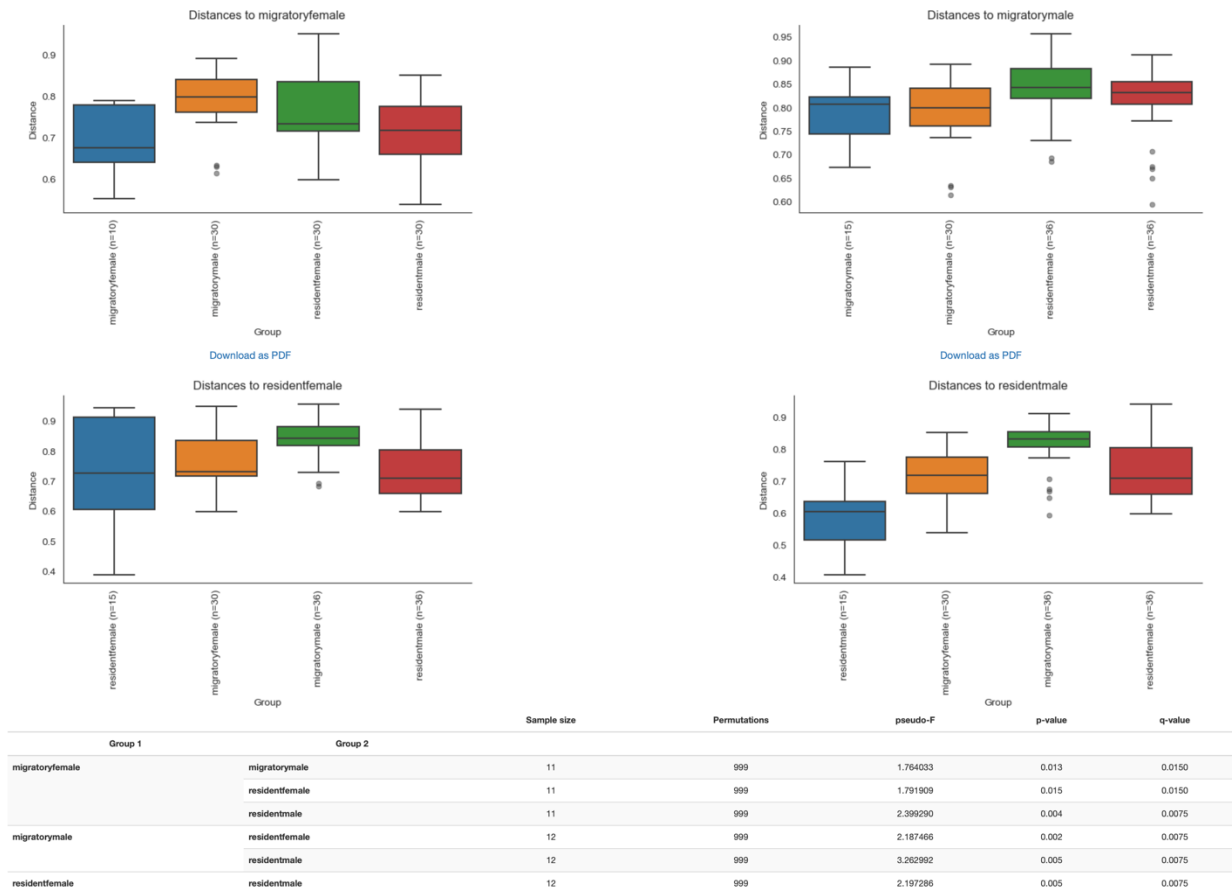 Distances to migratoryfemale
Distance
0.9
0.8
0.7
0.6
migratoryfemale (n=10)
migratorymale (n=30)
residentfemale (n=30)
residentmale (n=30)
Group
Download as PDF
Distances to migratorymale
Distance
0.95
0.90
0.85
0.80
0.75
0.70
0.65
0.60
migratorymale (n=15)
migratoryfemale (n=30)
residentfemale (n=36)
residentmale (n=36)
Group
Download as PDF
Distances to residentfemale
Distance
0.9
0.8
0.7
0.6
0.5
0.4
residentfemale (n=15)
migratoryfemale (n=30)
migratorymale (n=36)
residentmale (n=36)
Group
Distances to residentmale
Distance
0.9
0.8
0.7
0.6
0.5
0.4
residentmale (n=15)
migratoryfemale (n=30)
migratorymale (n=36)
residentfemale (n=36)
Group
Sample size Permutations pseudo-F p-value q-value
Group 1 Group 2
migratoryfemale migratorymale 11 999 1.764033 0.013 0.0150
residentfemale 11 999 1.791909 0.015 0.0150
residentmale 11 999 2.399290 0.004 0.0075
migratorymale residentfemale 12 999 2.187466 0.002 0.0075
residentmale 12 999 3.262992 0.005 0.0075
residentfemale residentmale 12 999 2.197286 0.005 0.0075